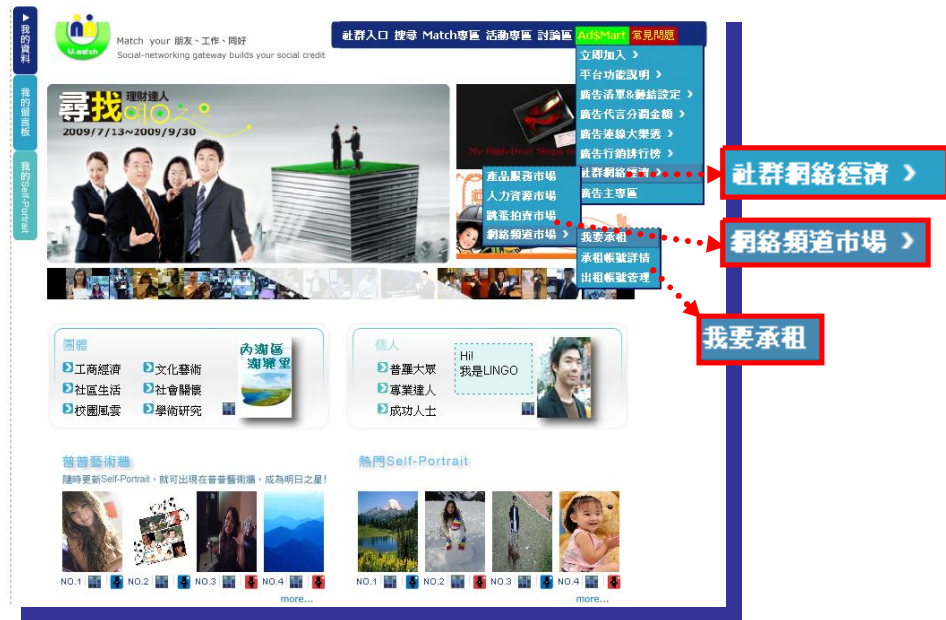 ▶我的資料
我的留言板
我的Self-Portrait
U.match
Match your 朋友、工作、同好
Social-networking gateway builds your social credit
社群入口 搜尋 Match專區 活動專區 討論區 Ad$Mart 常見問題
立即加入 >
平台功能說明 >
廣告清單&鏈結設定 >
廣告代言分潤金額 >
廣告連線大樂透 >
廣告行銷排行榜 >
社群網絡經濟 >
廣告主專區
產品服務市場
人力資源市場
跳蚤拍賣市場
網絡頻道市場 >
我要承租
承租帳號詳情
出租帳號管理
尋找 理財達人 明日之
2009/7/13~2009/9/30
社群網絡經濟 >
網絡頻道市場 >
我要承租
團體
工商經濟 文化藝術
社區生活 社會關懷
校園風雲 學術研究
內湖區
湖濱里
個人
普羅大眾
專業達人
成功人士
Hi!
我是LINGO
普普藝術牆
隨時更新Self-Portrait，就可出現在普普藝術牆，成為明日之星!
NO.1 NO.2 NO.3 NO.4
more...
熱門Self-Portrait
NO.1 NO.2 NO.3 NO.4
more...